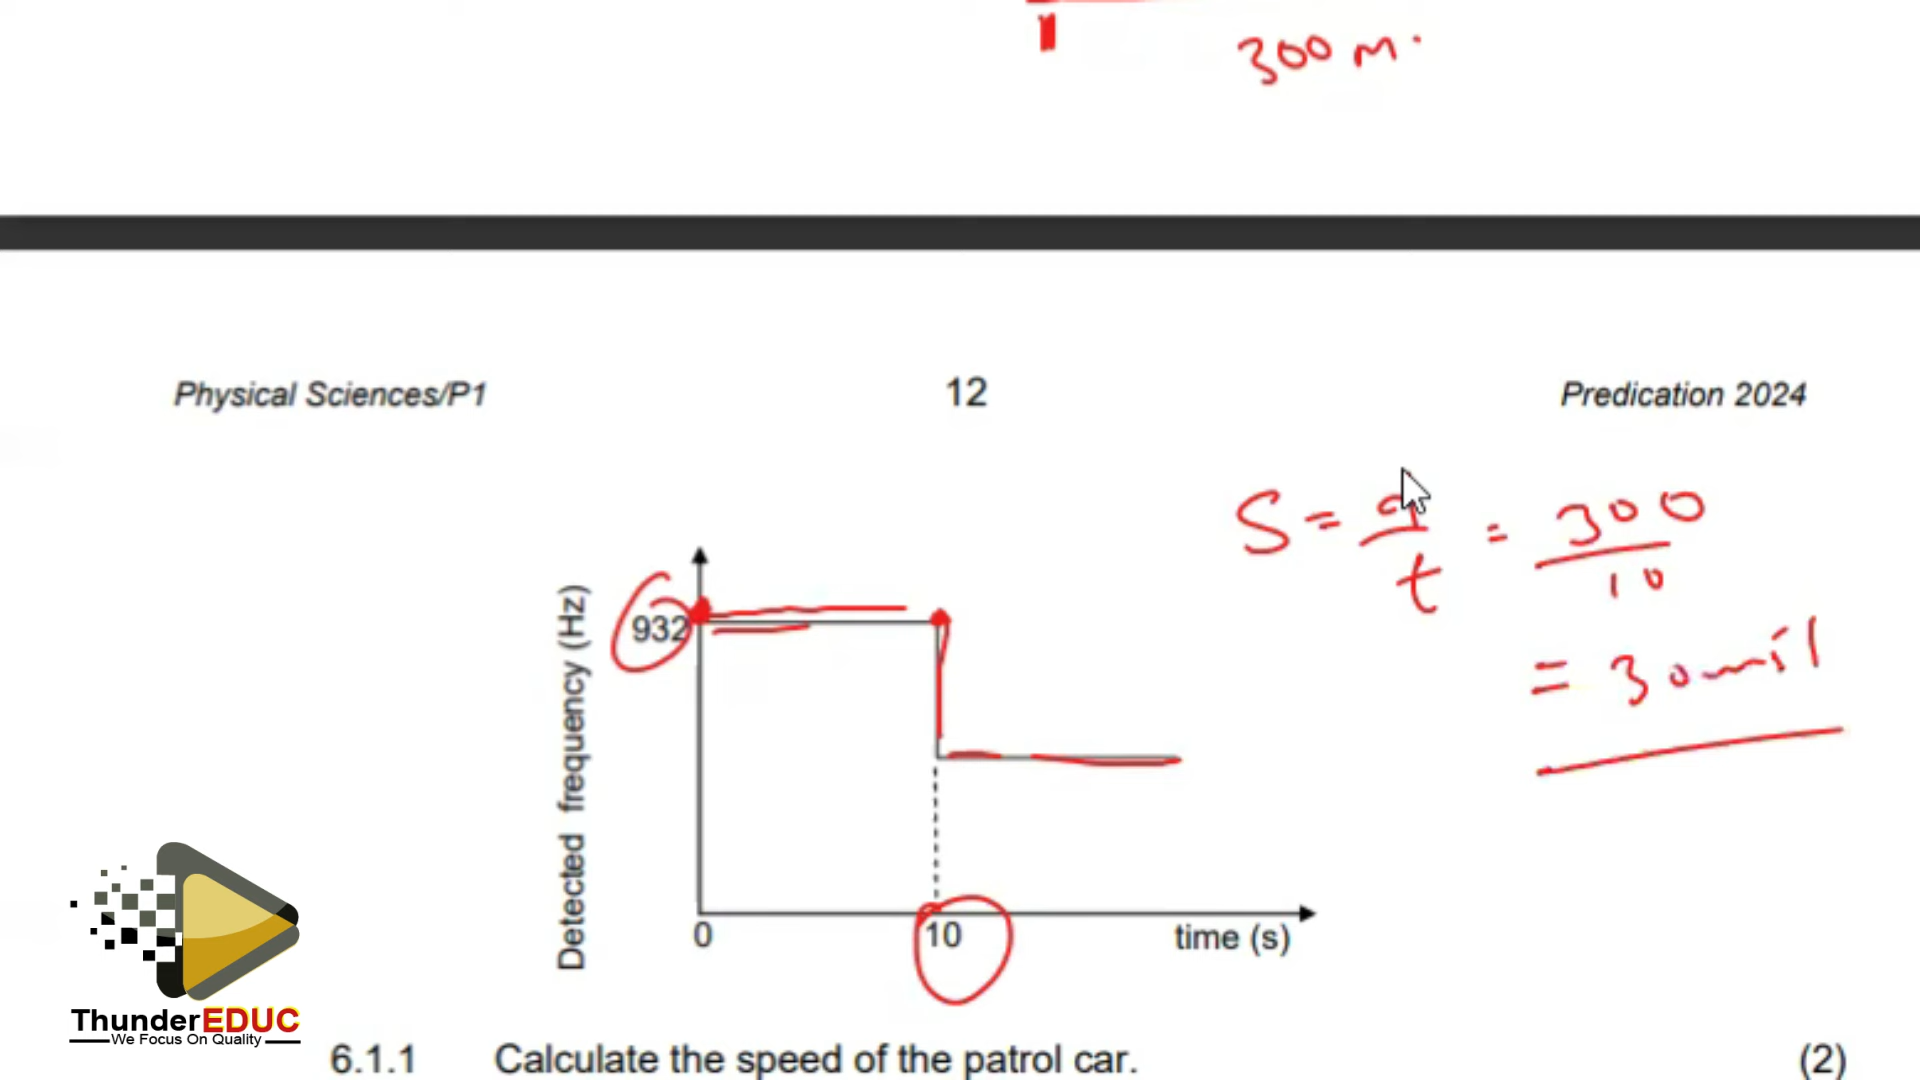 300 m.
Physical Sciences/P1 12 Predication 2024
S = d/t = 300/10
= 30 m·s⁻¹
Detected frequency (Hz)
932
0 10 time (s)
ThunderEDUC
We Focus On Quality
6.1.1 Calculate the speed of the patrol car. (2)